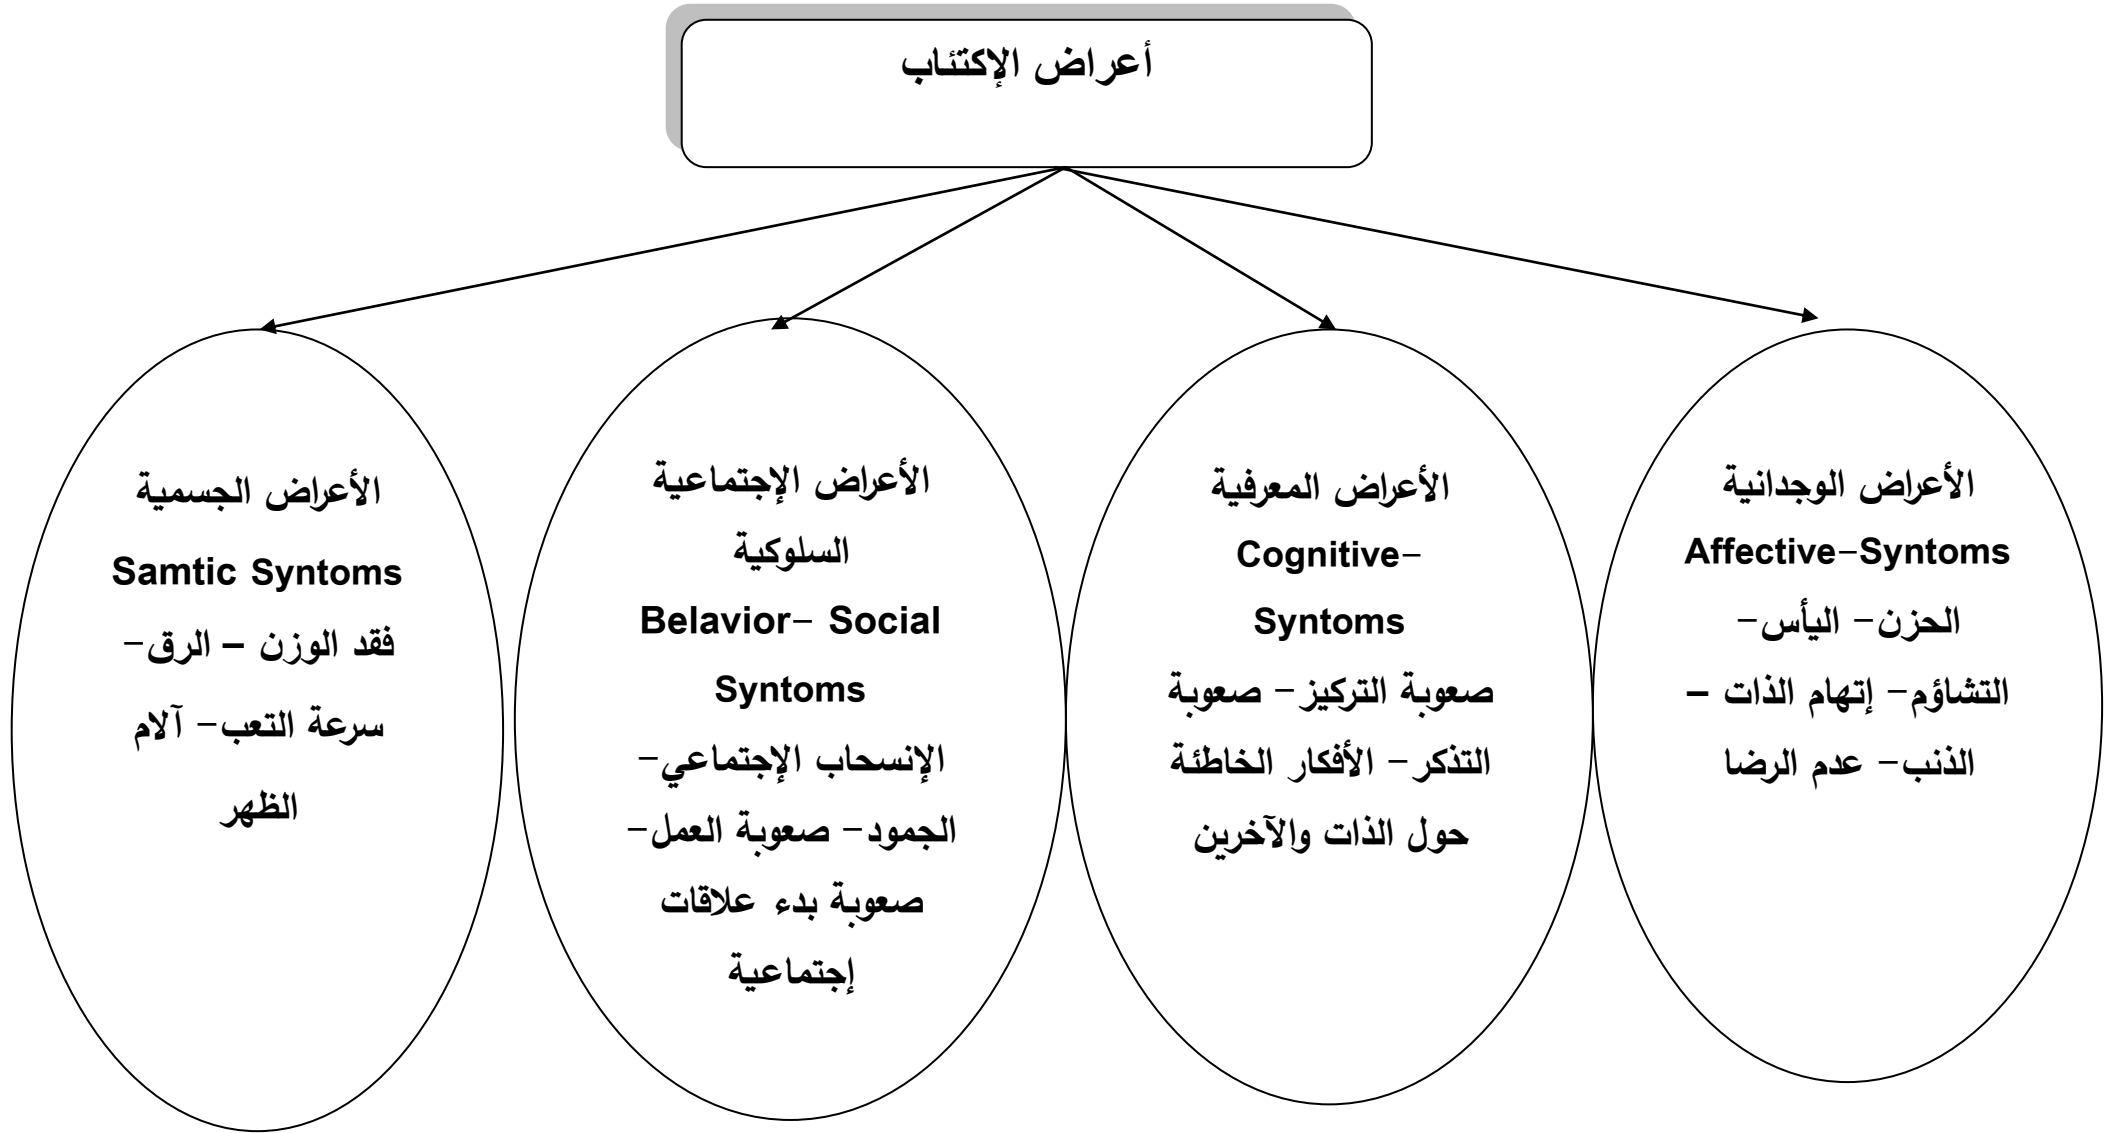 أعراض الإكتئاب
الأعراض الوجدانية
Affective–Syntoms
الحزن– اليأس–
التشاؤم– إتهام الذات –
الذنب– عدم الرضا
الأعراض المعرفية
Cognitive–
Syntoms
صعوبة التركيز– صعوبة
التذكر– الأفكار الخاطئة
حول الذات والآخرين
الأعراض الإجتماعية
السلوكية
Belavior– Social
Syntoms
الإنسحاب الإجتماعي–
الجمود– صعوبة العمل–
صعوبة بدء علاقات
إجتماعية
الأعراض الجسمية
Samtic Syntoms
فقد الوزن – الرق–
سرعة التعب– آلام
الظهر